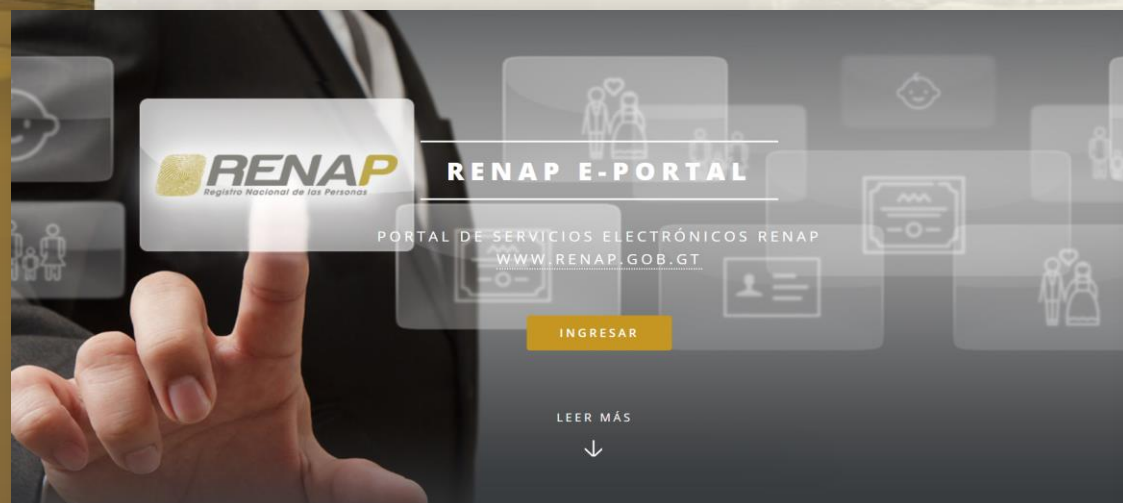 RENAP
Registro Nacional de las Personas
RENAP E-PORTAL
PORTAL DE SERVICIOS ELECTRÓNICOS RENAP
WWW.RENAP.GOB.GT
INGRESAR
LEER MÁS